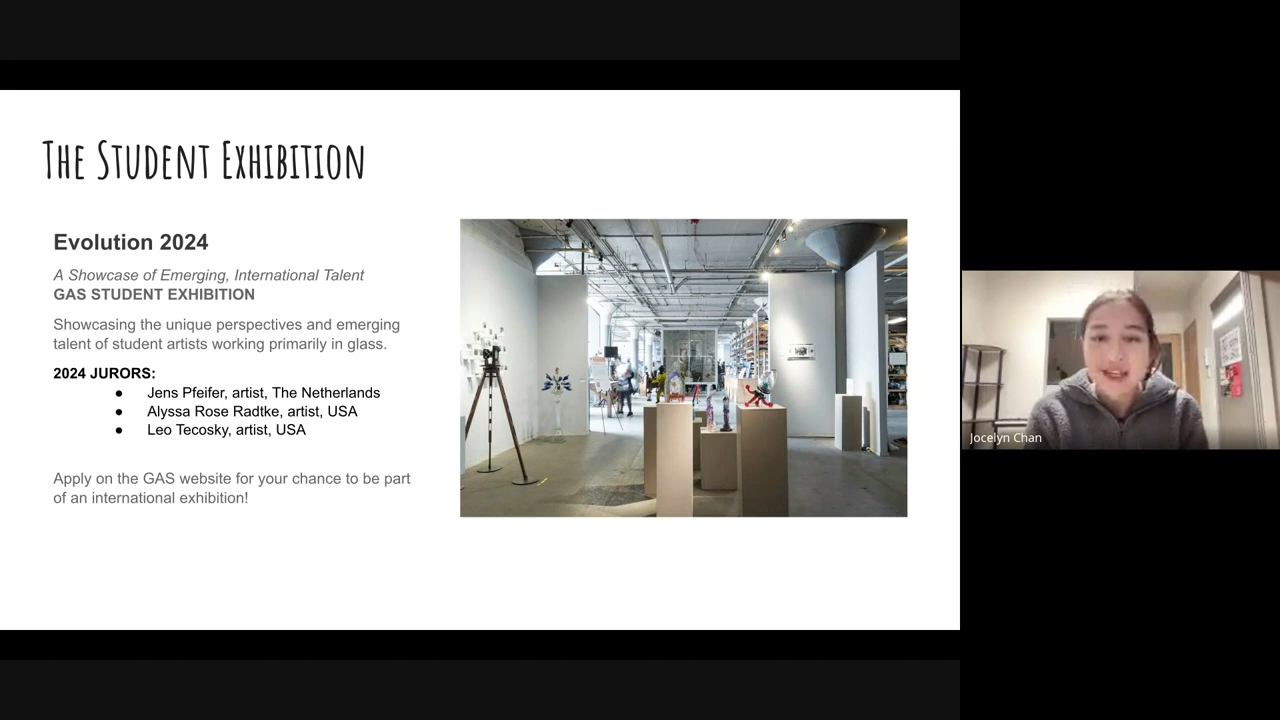 The Student Exhibition
Evolution 2024
A Showcase of Emerging, International Talent
GAS STUDENT EXHIBITION
Showcasing the unique perspectives and emerging
talent of student artists working primarily in glass.
2024 JURORS:
● Jens Pfeifer, artist, The Netherlands
● Alyssa Rose Radtke, artist, USA
● Leo Tecosky, artist, USA
Apply on the GAS website for your chance to be part
of an international exhibition!
Jocelyn Chan